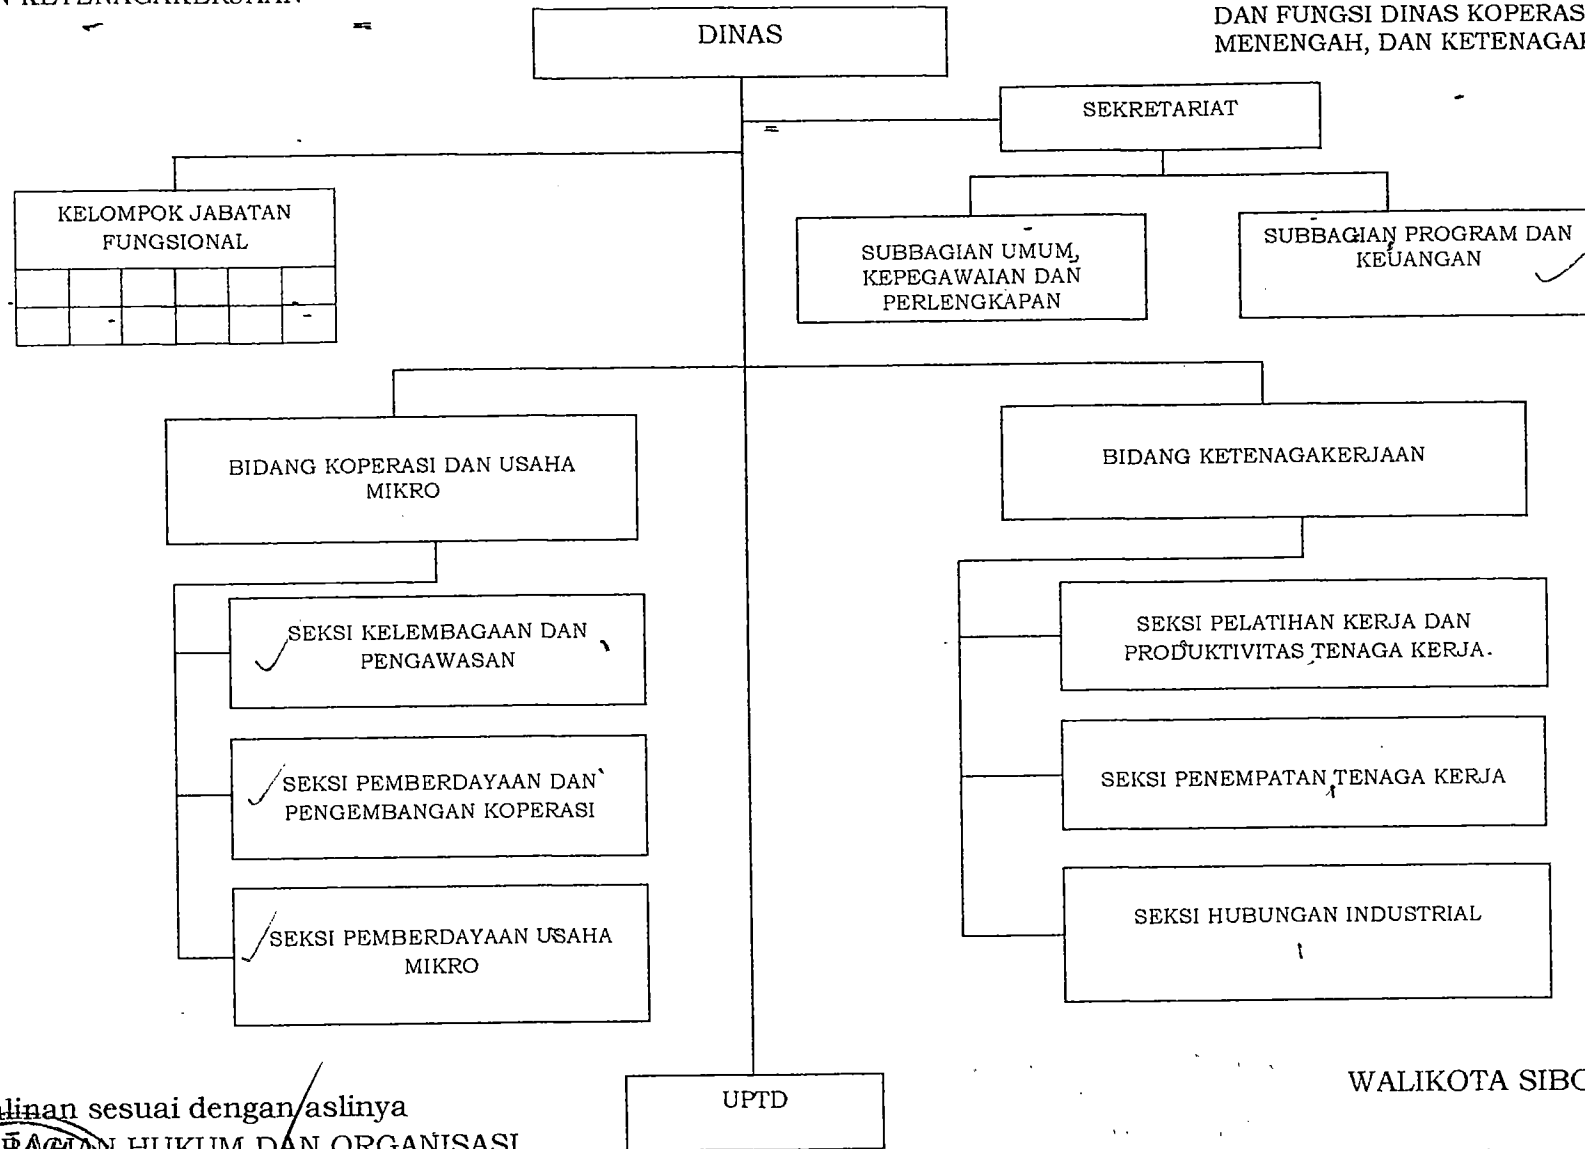 KETENAGAKERJAAN
DAN FUNGSI DINAS
MENENGAH, DAN
DINAS
SEKRETARIAT
KELOMPOK JABATAN
FUNGSIONAL
SUBBAGIAN UMUM,
KEPEGAWAIAN DAN
PERLENGKAPAN
SUBBAGIAN PROGRAM DAN
KEUANGAN
BIDANG KOPERASI DAN USAHA
MIKRO
BIDANG KETENAGAKERJAAN
SEKSI KELEMBAGAAN DAN
PENGAWASAN
SEKSI PEMBERDAYAAN DAN
PENGEMBANGAN KOPERASI
SEKSI PEMBERDAYAAN USAHA
MIKRO
SEKSI PELATIHAN KERJA DAN
PRODUKTIVITAS TENAGA KERJA.
SEKSI PENEMPATAN TENAGA KERJA
SEKSI HUBUNGAN INDUSTRIAL
UPTD
WALIKOTA
sesuai dengan aslinya
BAGIAN HUKUM DAN ORGANISASI